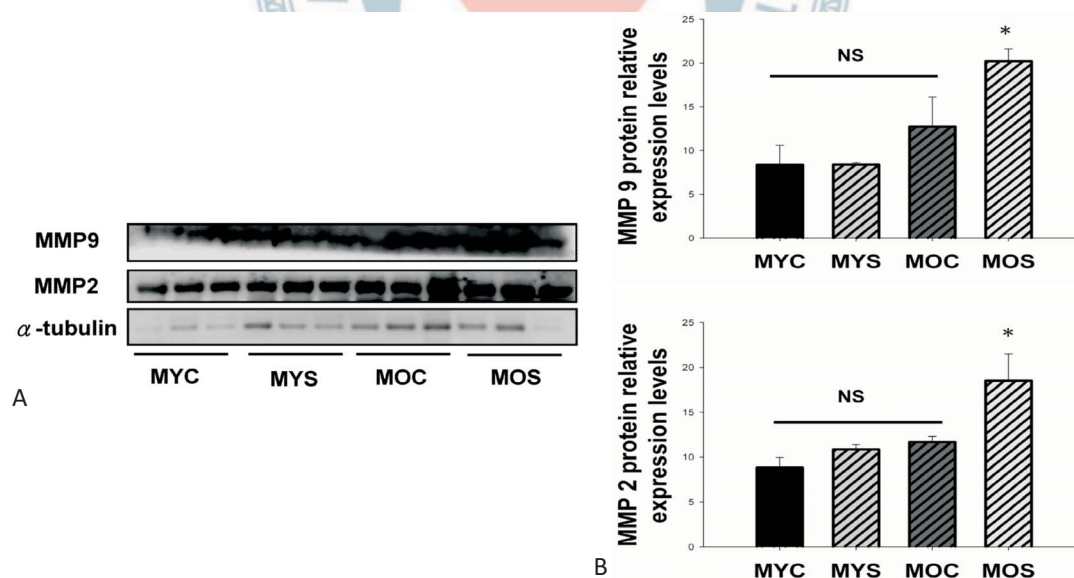 MMP9
MMP2
α-tubulin
MYC MYS MOC MOS
A
MMP 9 protein relative
expression levels
25
20
15
10
5
0
NS
*
MYC MYS MOC MOS
MMP 2 protein relative
expression levels
25
20
15
10
5
0
NS
*
MYC MYS MOC MOS
B